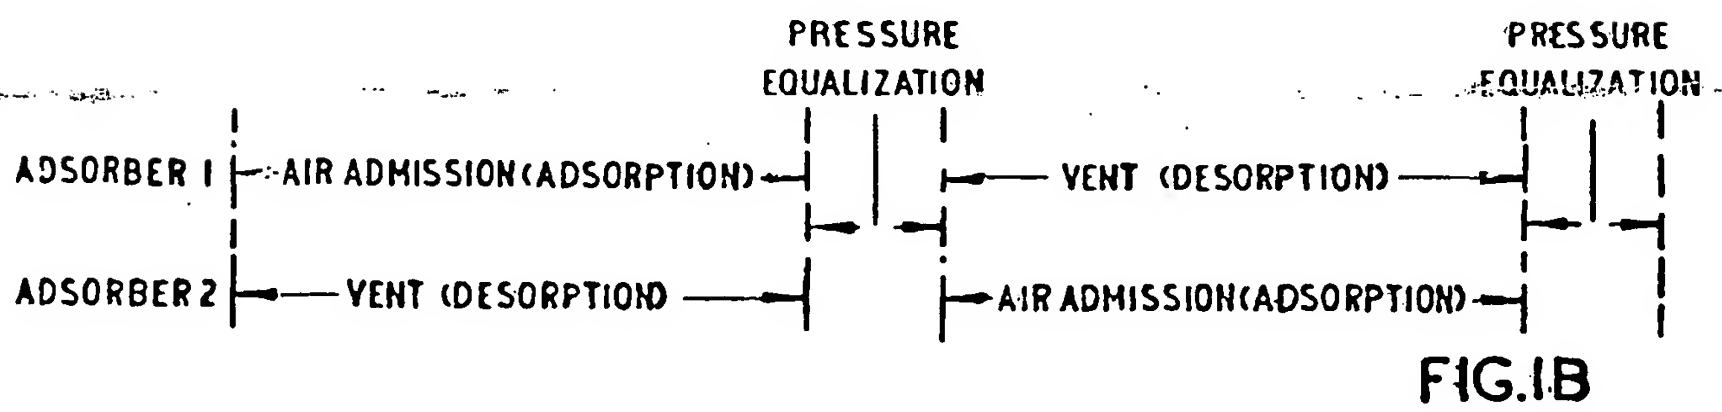 PRESSURE
EQUALIZATION
PRESSURE
EQUALIZATION
ADSORBER 1 AIR ADMISSION (ADSORPTION) VENT (DESORPTION)
ADSORBER 2 VENT (DESORPTION) AIR ADMISSION (ADSORPTION)
FIG.1B